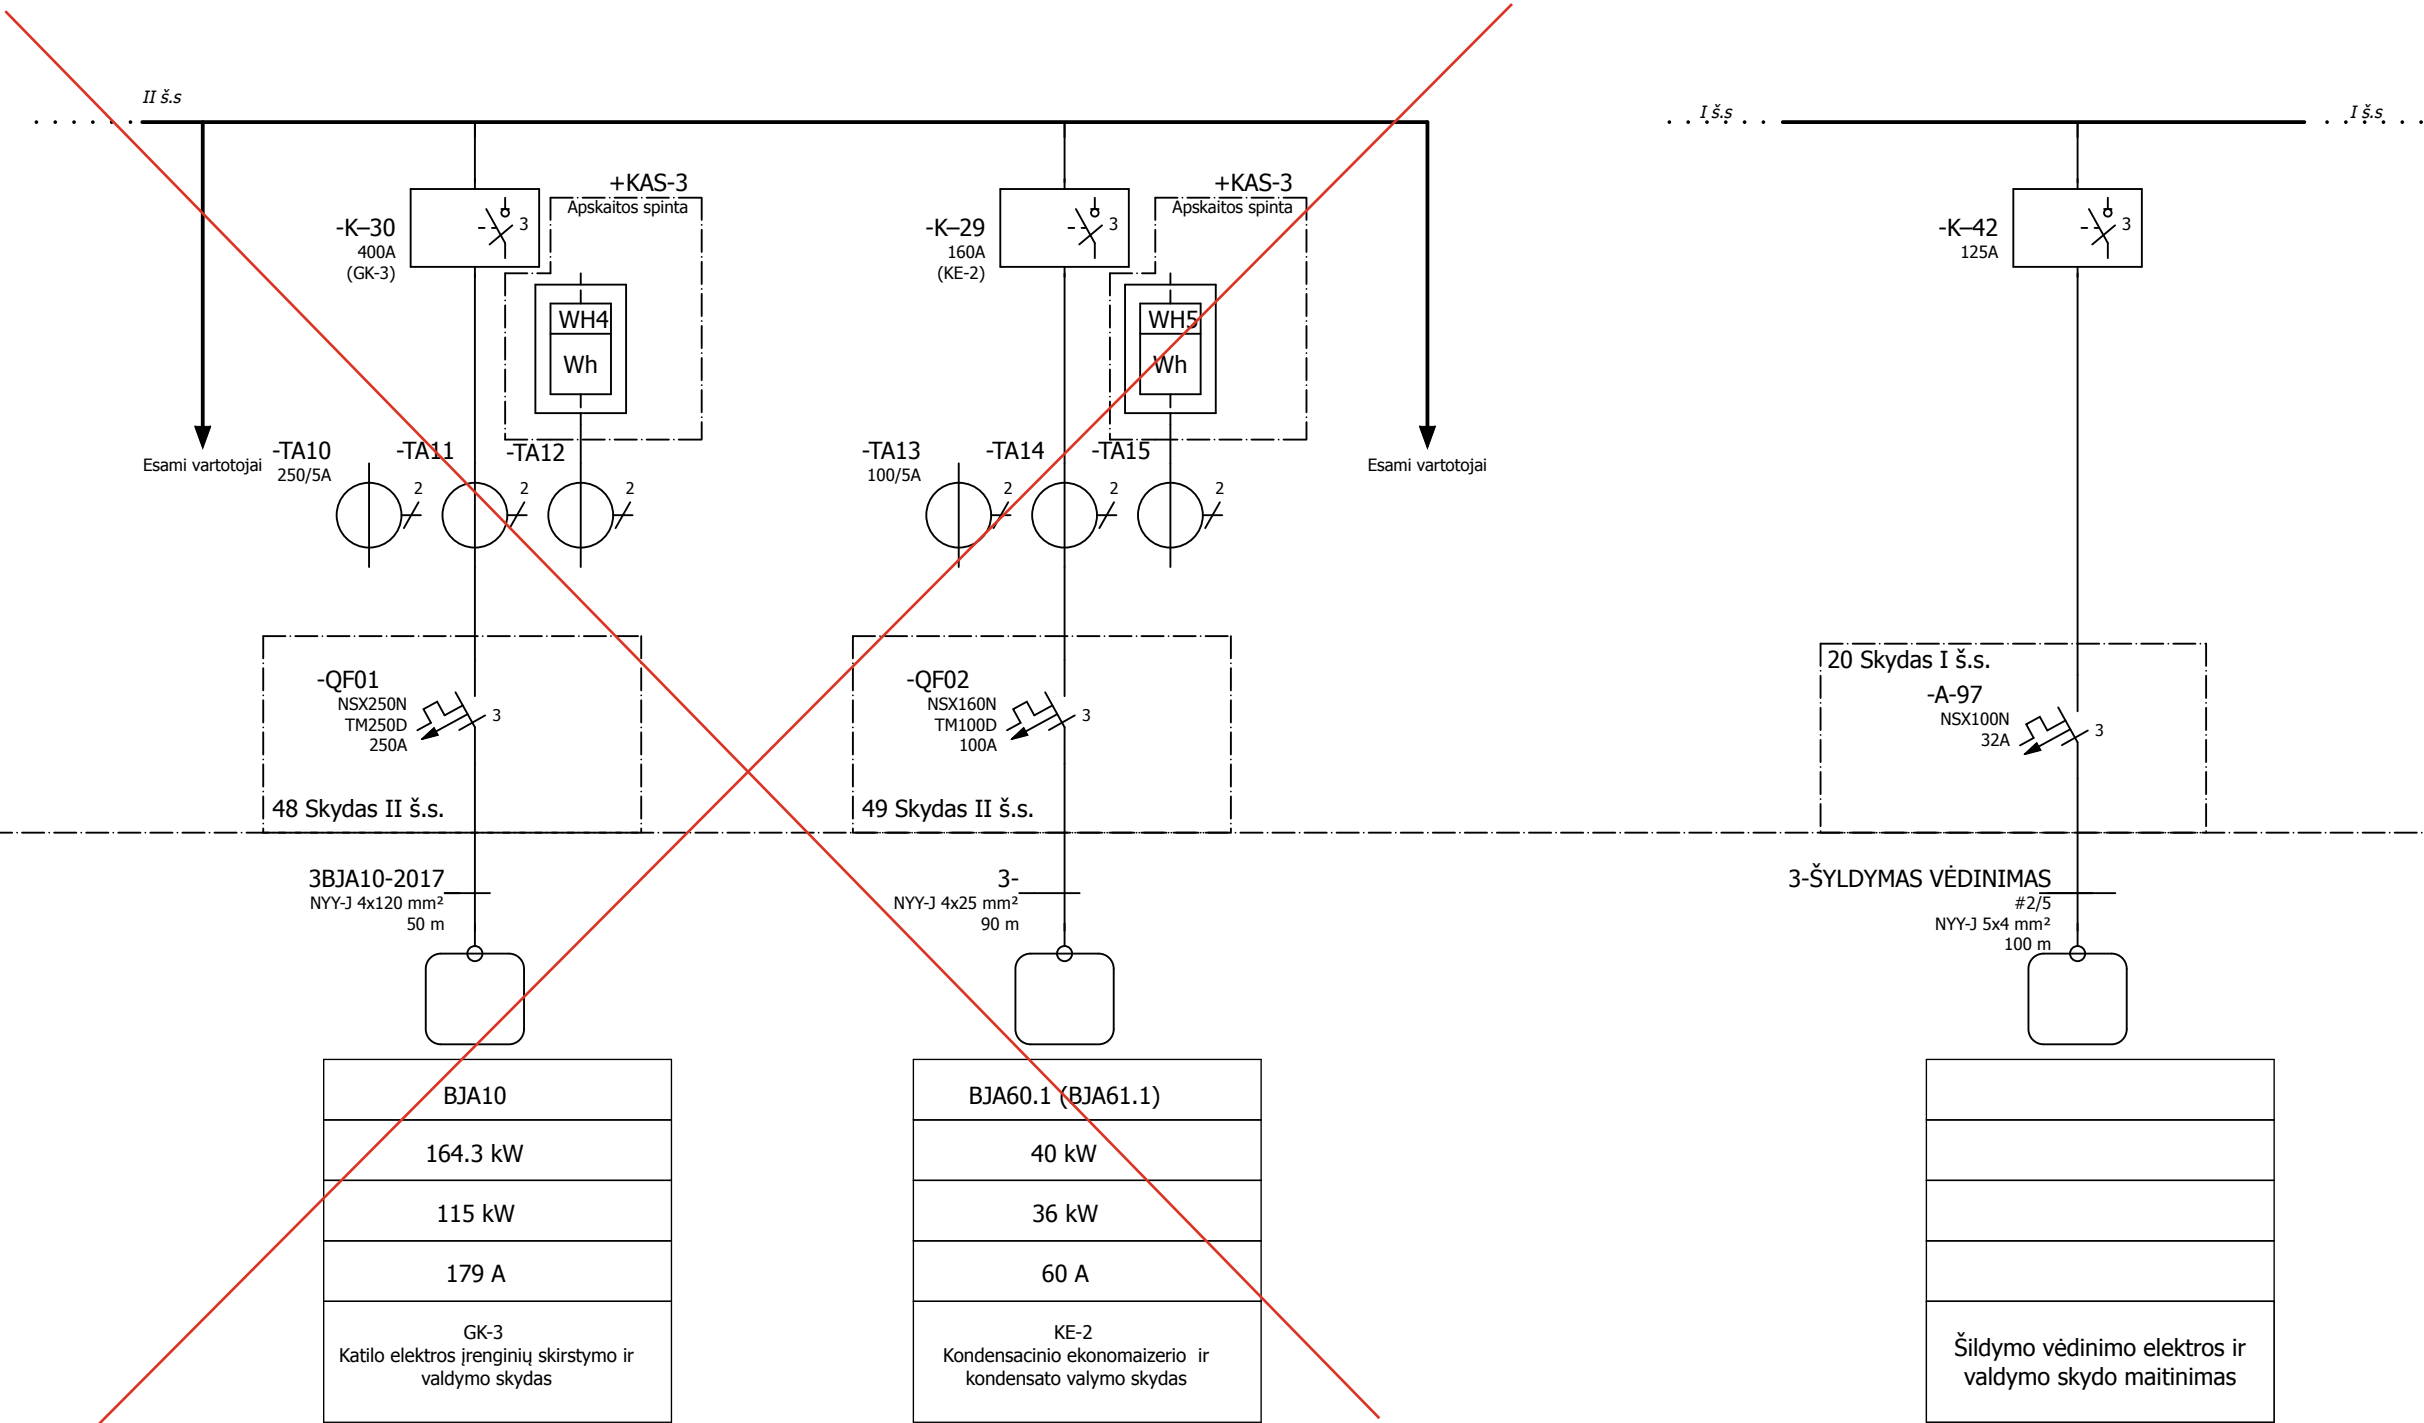 II š.s
I š.s
I š.s
+KAS-3
Apskaitos spinta
-K–30
400A
(GK-3)
3
WH4
Wh
+KAS-3
Apskaitos spinta
-K–29
160A
(KE-2)
3
WH5
Wh
-K–42
125A
3
Esami vartotojai
-TA10
250/5A
-TA11
-TA12
2
2
2
-TA13
100/5A
-TA14
-TA15
2
2
2
Esami vartotojai
-QF01
NSX250N
TM250D
250A
3
48 Skydas II š.s.
-QF02
NSX160N
TM100D
100A
3
49 Skydas II š.s.
20 Skydas I š.s.
-A-97
NSX100N
32A
3
3BJA10-2017
NYY-J 4x120 mm²
50 m
3-
NYY-J 4x25 mm²
90 m
3-ŠYLDYMAS VĖDINIMAS
#2/5
NYY-J 5x4 mm²
100 m
BJA10
164.3 kW
115 kW
179 A
GK-3
Katilo elektros įrenginių skirstymo ir
valdymo skydas
BJA60.1 (BJA61.1)
40 kW
36 kW
60 A
KE-2
Kondensacinio ekonomaizerio ir
kondensato valymo skydas
Šildymo vėdinimo elektros ir
valdymo skydo maitinimas